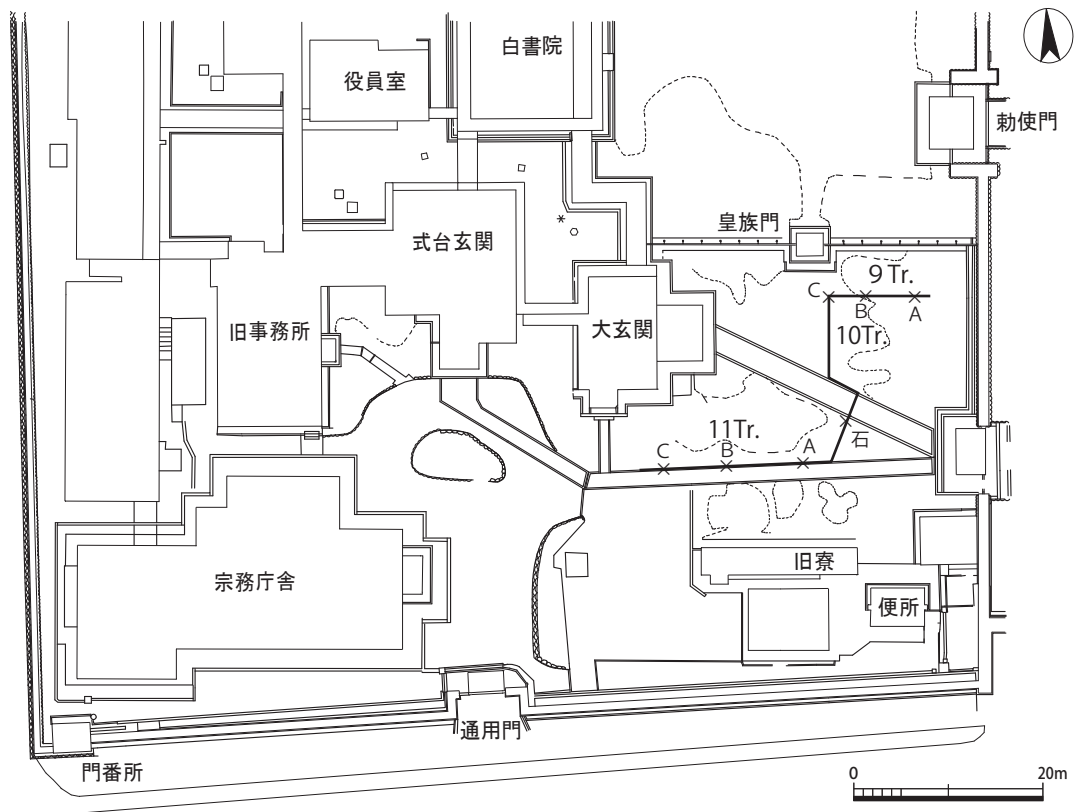 白書院
役員室
勅使門
皇族門
式台玄関
9 Tr.
C
B
A
10Tr.
旧事務所
大玄関
11Tr.
石
C
B
A
旧寮
宗務庁舎
便所
通用門
門番所
0
20m